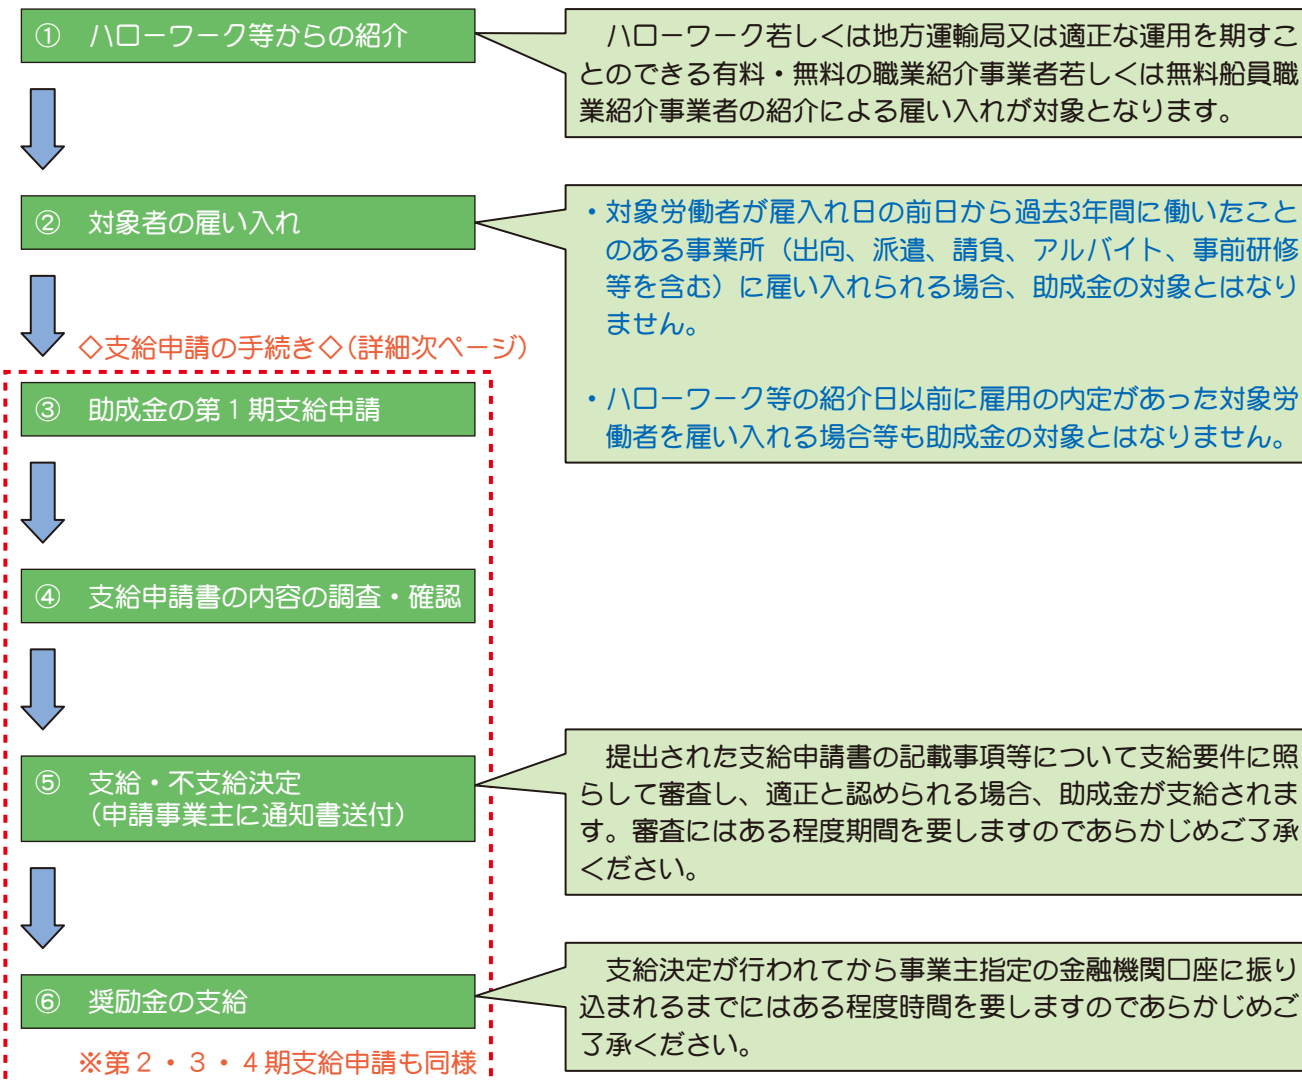 ① ハローワーク等からの紹介
ハローワーク若しくは地方運輸局又は適正な運用を期すこ
とのできる有料・無料の職業紹介事業者若しくは無料船員職
業紹介事業者の紹介による雇い入れが対象となります。
② 対象者の雇い入れ
・対象労働者が雇入れ日の前日から過去3年間に働いたこと
のある事業所（出向、派遣、請負、アルバイト、事前研修
等を含む）に雇い入れられる場合、助成金の対象とはなり
ません。
・ハローワーク等の紹介日以前に雇用の内定があった対象労
働者を雇い入れる場合等も助成金の対象とはなりません。
◇支給申請の手続き◇(詳細次ページ)
③ 助成金の第１期支給申請
④ 支給申請書の内容の調査・確認
⑤ 支給・不支給決定
（申請事業主に通知書送付）
提出された支給申請書の記載事項等について支給要件に照
らして審査し、適正と認められる場合、助成金が支給されま
す。審査にはある程度期間を要しますのであらかじめご了承
ください。
⑥ 奨励金の支給
支給決定が行われてから事業主指定の金融機関口座に振り
込まれるまでにはある程度時間を要しますのであらかじめご
了承ください。
※第２・３・４期支給申請も同様